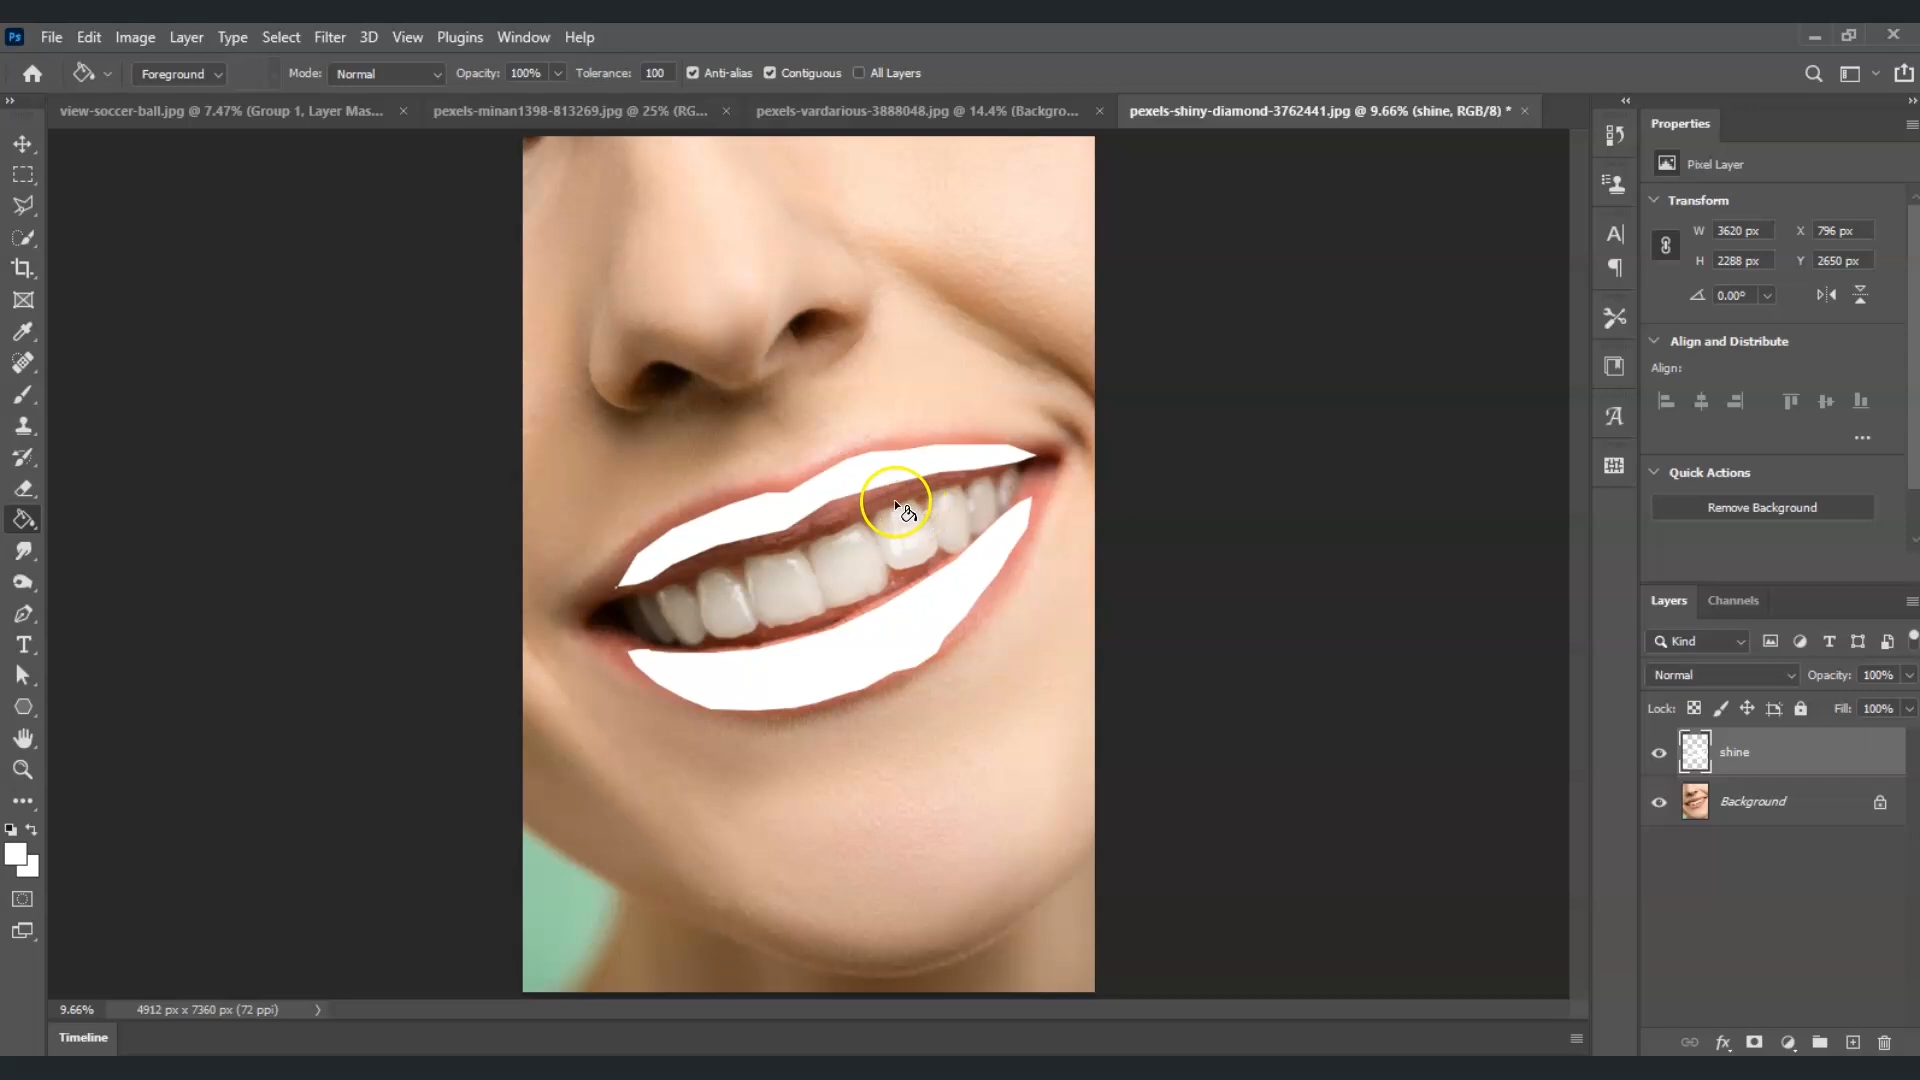 Ps File Edit Image Layer Type Select Filter 3D View Plugins Window Help
Foreground Mode: Normal Opacity: 100% Tolerance: 100 Anti-alias Contiguous All Layers
view-soccer-ball.jpg @ 7.47% (Group 1, Layer Mas... × pexels-minan1398-813269.jpg @ 25% (RG... × pexels-vardarious-3888048.jpg @ 14.4% (Backgro... × pexels-shiny-diamond-3762441.jpg @ 9.66% (shine, RGB/8) * ×
Properties
Pixel Layer
Transform
W 3620 px X 796 px
H 2288 px Y 2650 px
0.00°
Align and Distribute
Align:
Quick Actions
Remove Background
Layers Channels
Kind
Normal Opacity: 100%
Lock: Fill: 100%
shine
Background
9.66% 4912 px x 7360 px (72 ppi)
Timeline